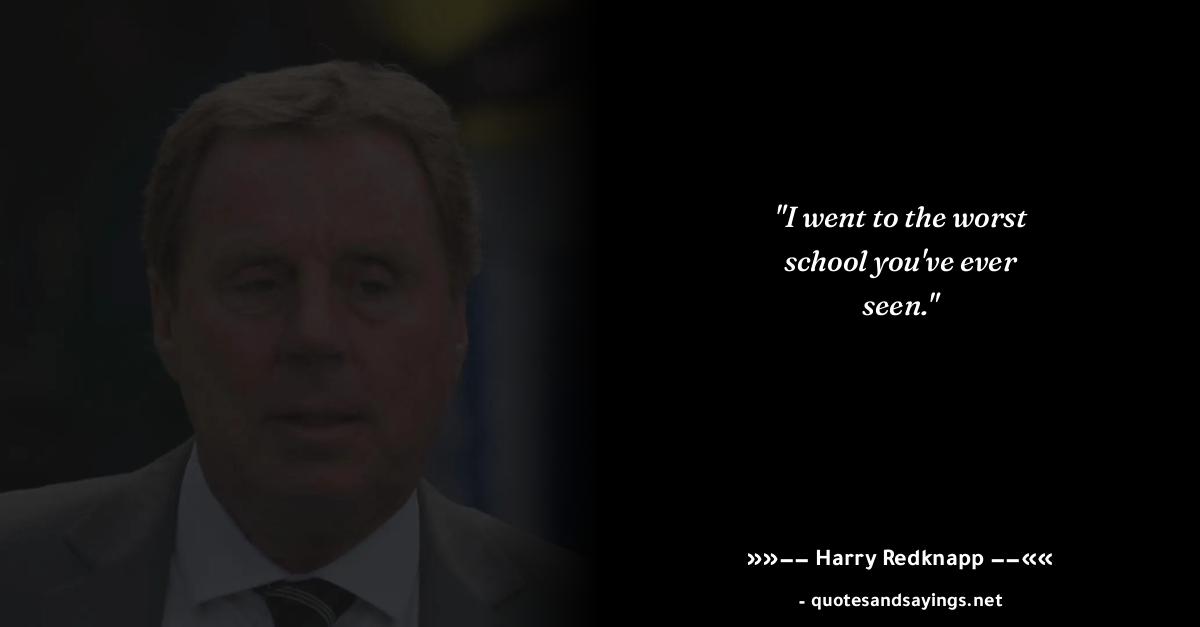 "I went to the worst
school you've ever
seen."
»»–– Harry Redknapp ––««
- quotesandsayings.net